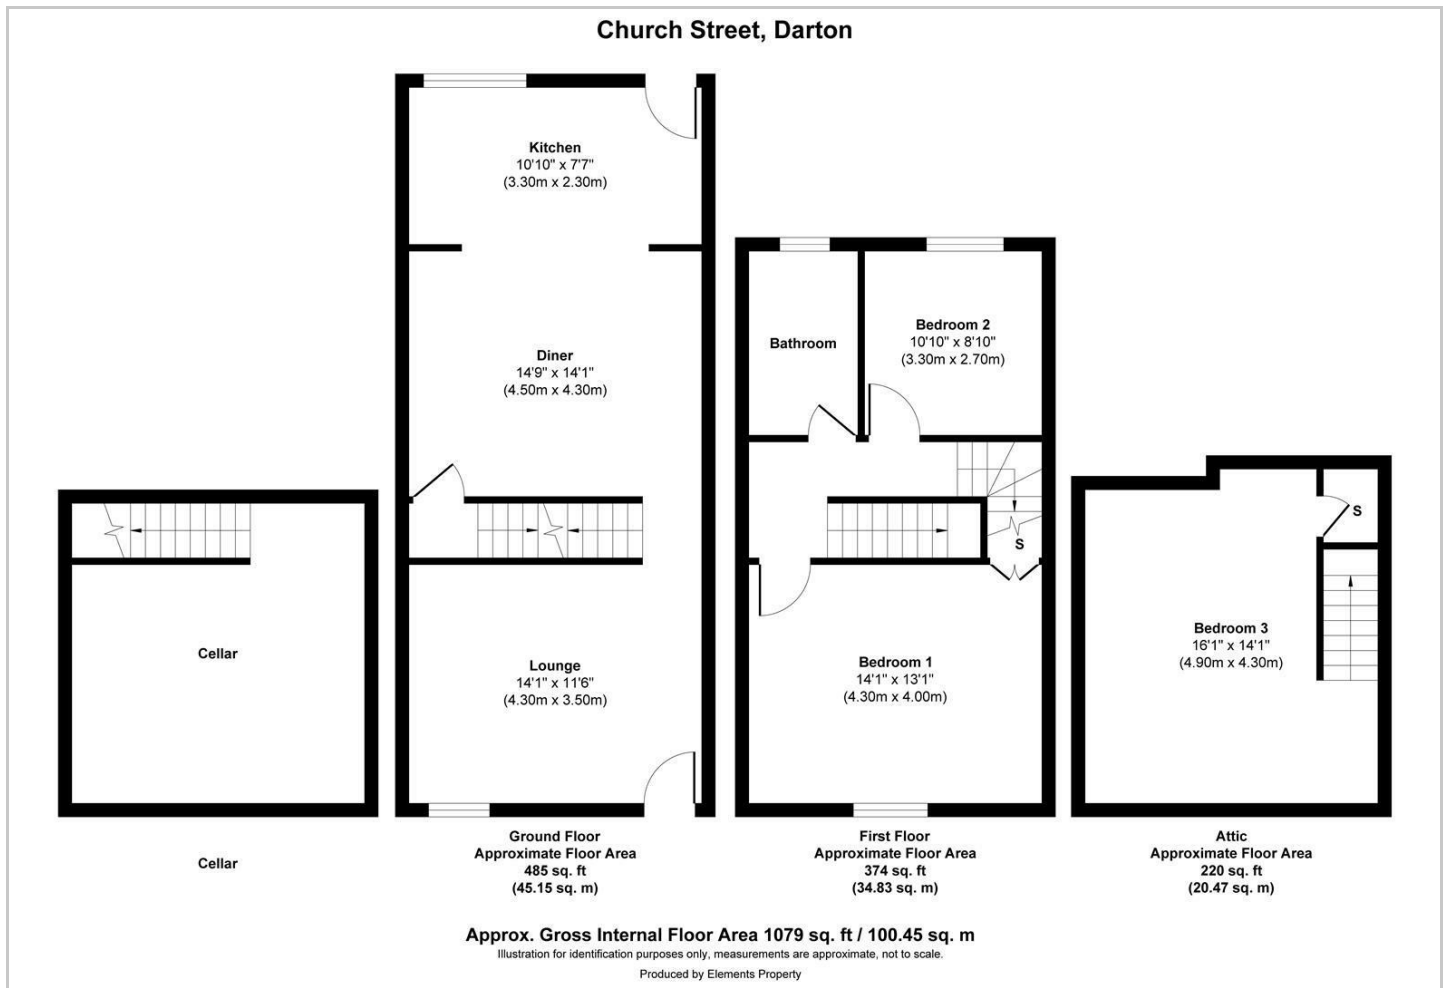 Church Street, Darton
Kitchen
10'10" x 7'7"
(3.30m x 2.30m)
Diner
14'9" x 14'1"
(4.50m x 4.30m)
Lounge
14'1" x 11'6"
(4.30m x 3.50m)
Bathroom
Bedroom 2
10'10" x 8'10"
(3.30m x 2.70m)
S
Bedroom 1
14'1" x 13'1"
(4.30m x 4.00m)
S
Bedroom 3
16'1" x 14'1"
(4.90m x 4.30m)
Cellar
Cellar
Ground Floor
Approximate Floor Area
485 sq. ft
(45.15 sq. m)
First Floor
Approximate Floor Area
374 sq. ft
(34.83 sq. m)
Attic
Approximate Floor Area
220 sq. ft
(20.47 sq. m)
Approx. Gross Internal Floor Area 1079 sq. ft / 100.45 sq. m
Illustration for identification purposes only, measurements are approximate, not to scale.
Produced by Elements Property